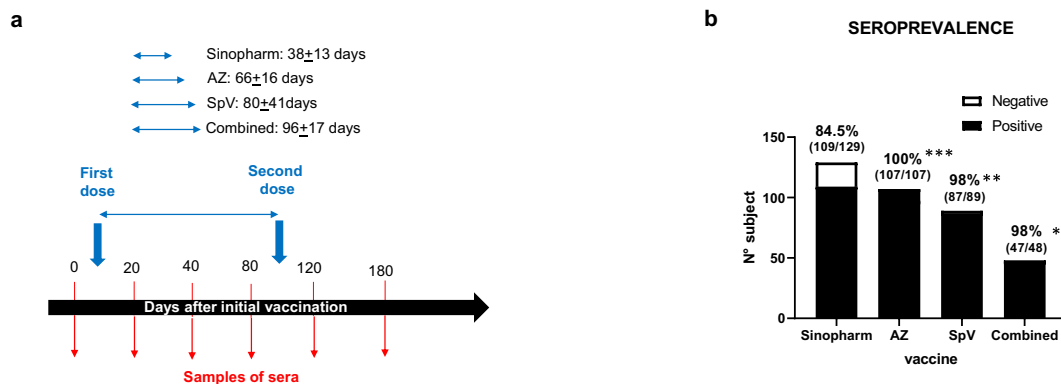 a
Sinopharm: 38+13 days
AZ: 66+16 days
SpV: 80+41days
Combined: 96+17 days
First
dose
Second
dose
0 20 40 80 120 180
Days after initial vaccination
Samples of sera
b
SEROPREVALENCE
Negative
Positive
150
100
50
0
N° subject
84.5%
(109/129)
100% ***
(107/107)
98% **
(87/89)
98% *
(47/48)
Sinopharm AZ SpV Combined
vaccine